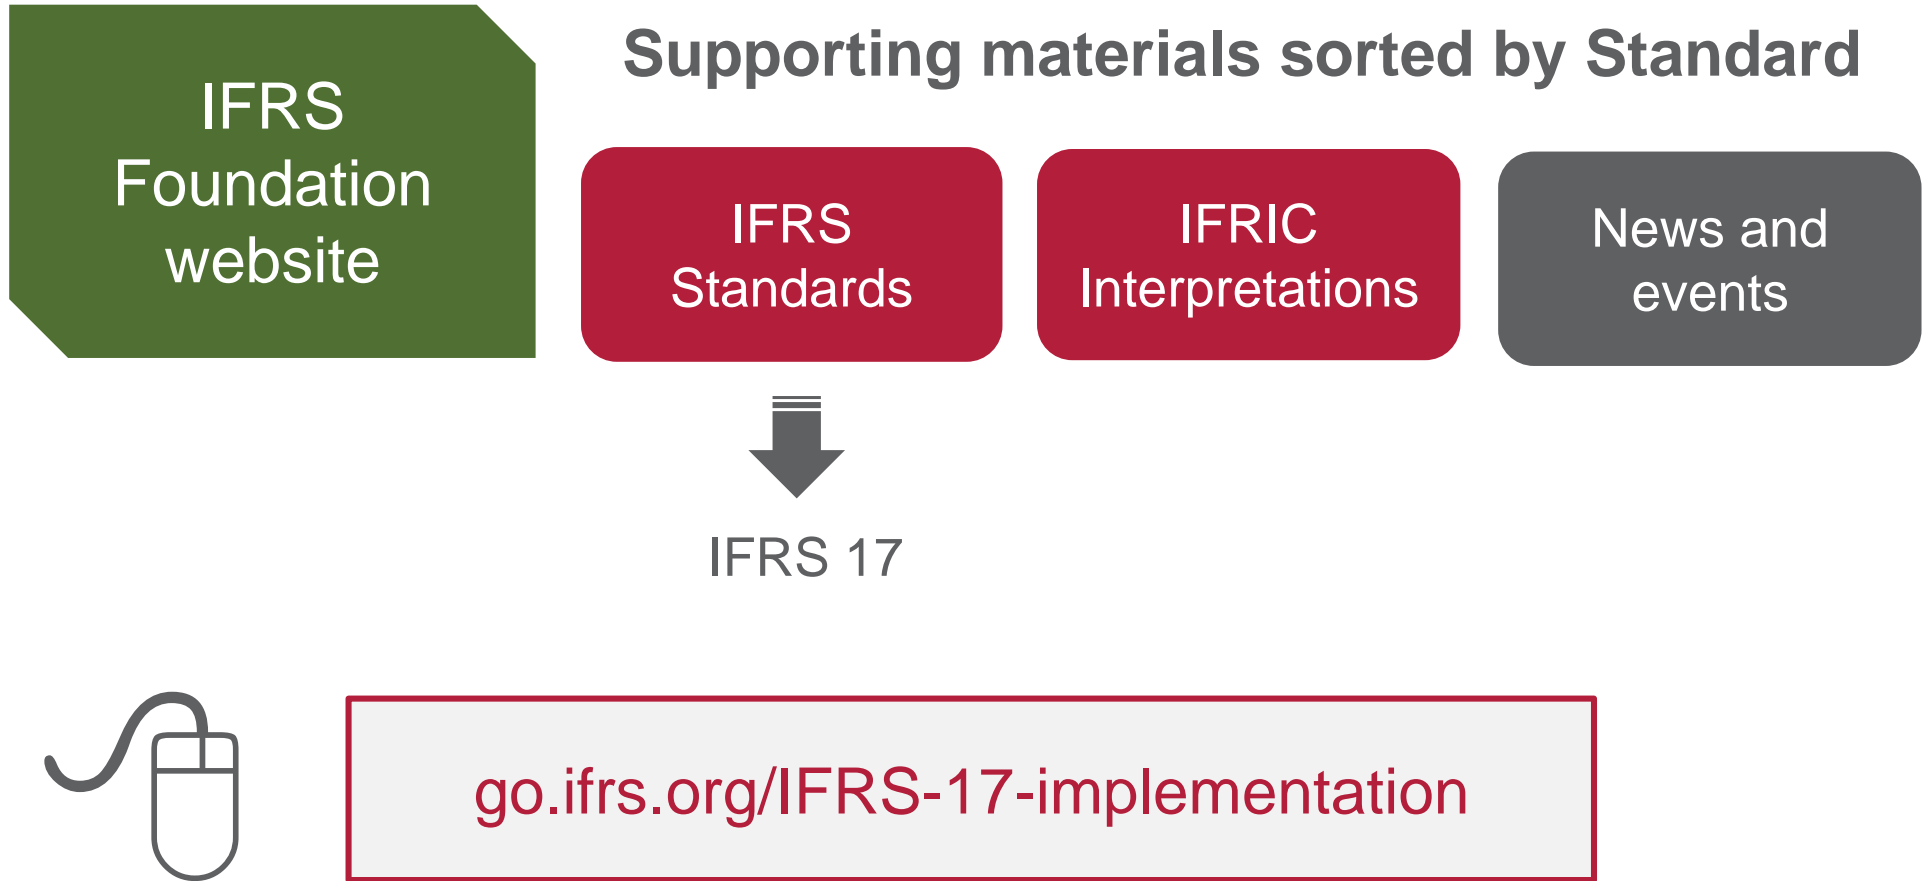 IFRS
Foundation
website
Supporting materials sorted by Standard
IFRS
Standards
IFRIC
Interpretations
News and
events
IFRS 17
go.ifrs.org/IFRS-17-implementation